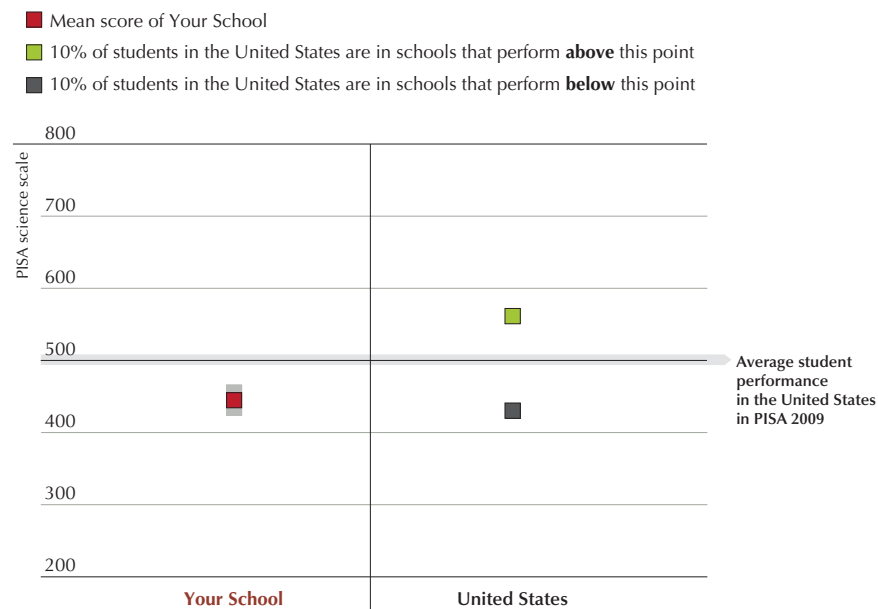 Mean score of Your School
10% of students in the United States are in schools that perform above this point
10% of students in the United States are in schools that perform below this point
PISA science scale
800
700
600
500
400
300
200
Average student
performance
in the United States
in PISA 2009
Your School
United States